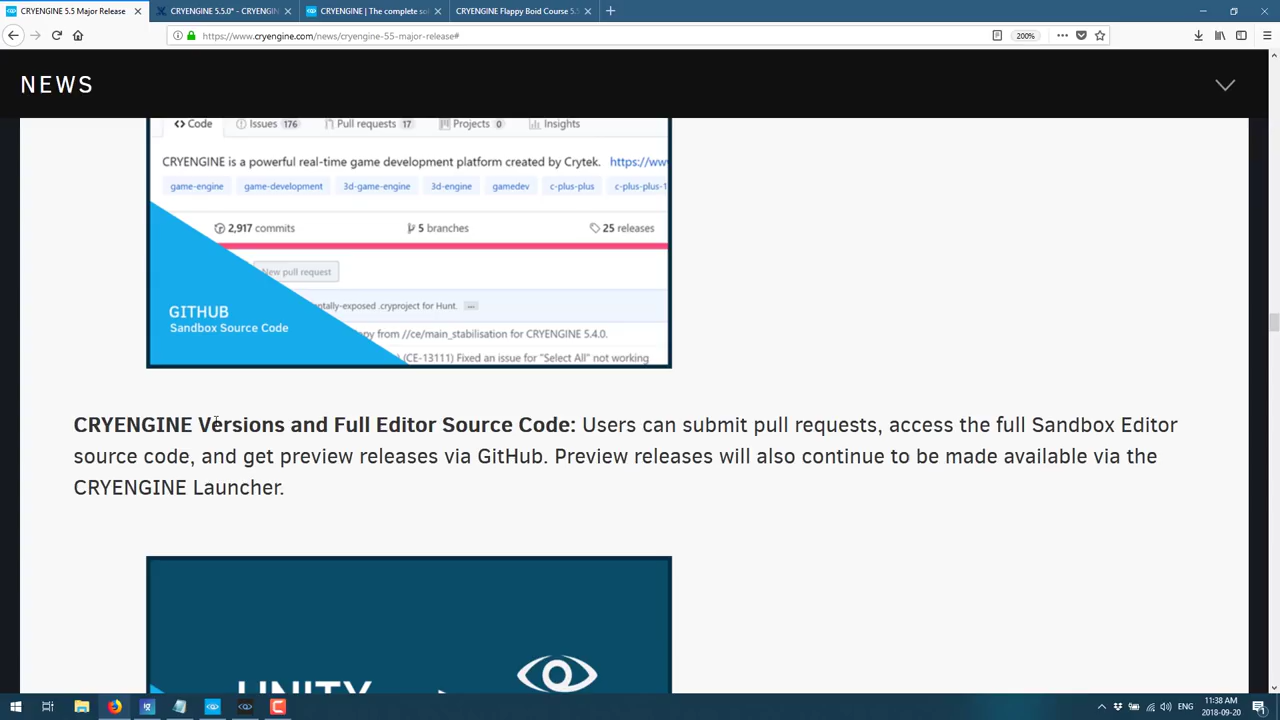 CRYENGINE 5.5 Major Release
CRYENGINE 5.5.0* - CRYENGIN
CRYENGINE | The complete sol
CRYENGINE Flappy Boid Course 5.5
https://www.cryengine.com/news/cryengine-55-major-release#
200%
NEWS
Code
Issues 176
Pull requests 17
Projects 0
Insights
CRYENGINE is a powerful real-time game development platform created by Crytek. https://ww
game-engine game-development 3d-game-engine 3d-engine gamedev c-plus-plus c-plus-plus-1
2,917 commits
5 branches
25 releases
New pull request
entally-exposed .cryproject for Hunt.
GITHUB
Sandbox Source Code
opy from //ce/main_stabilisation for CRYENGINE 5.4.0.
(CE-13111) Fixed an issue for "Select All" not working
CRYENGINE Versions and Full Editor Source Code: Users can submit pull requests, access the full Sandbox Editor
source code, and get preview releases via GitHub. Preview releases will also continue to be made available via the
CRYENGINE Launcher.
UNITY
ENG
11:38 AM
2018-09-20